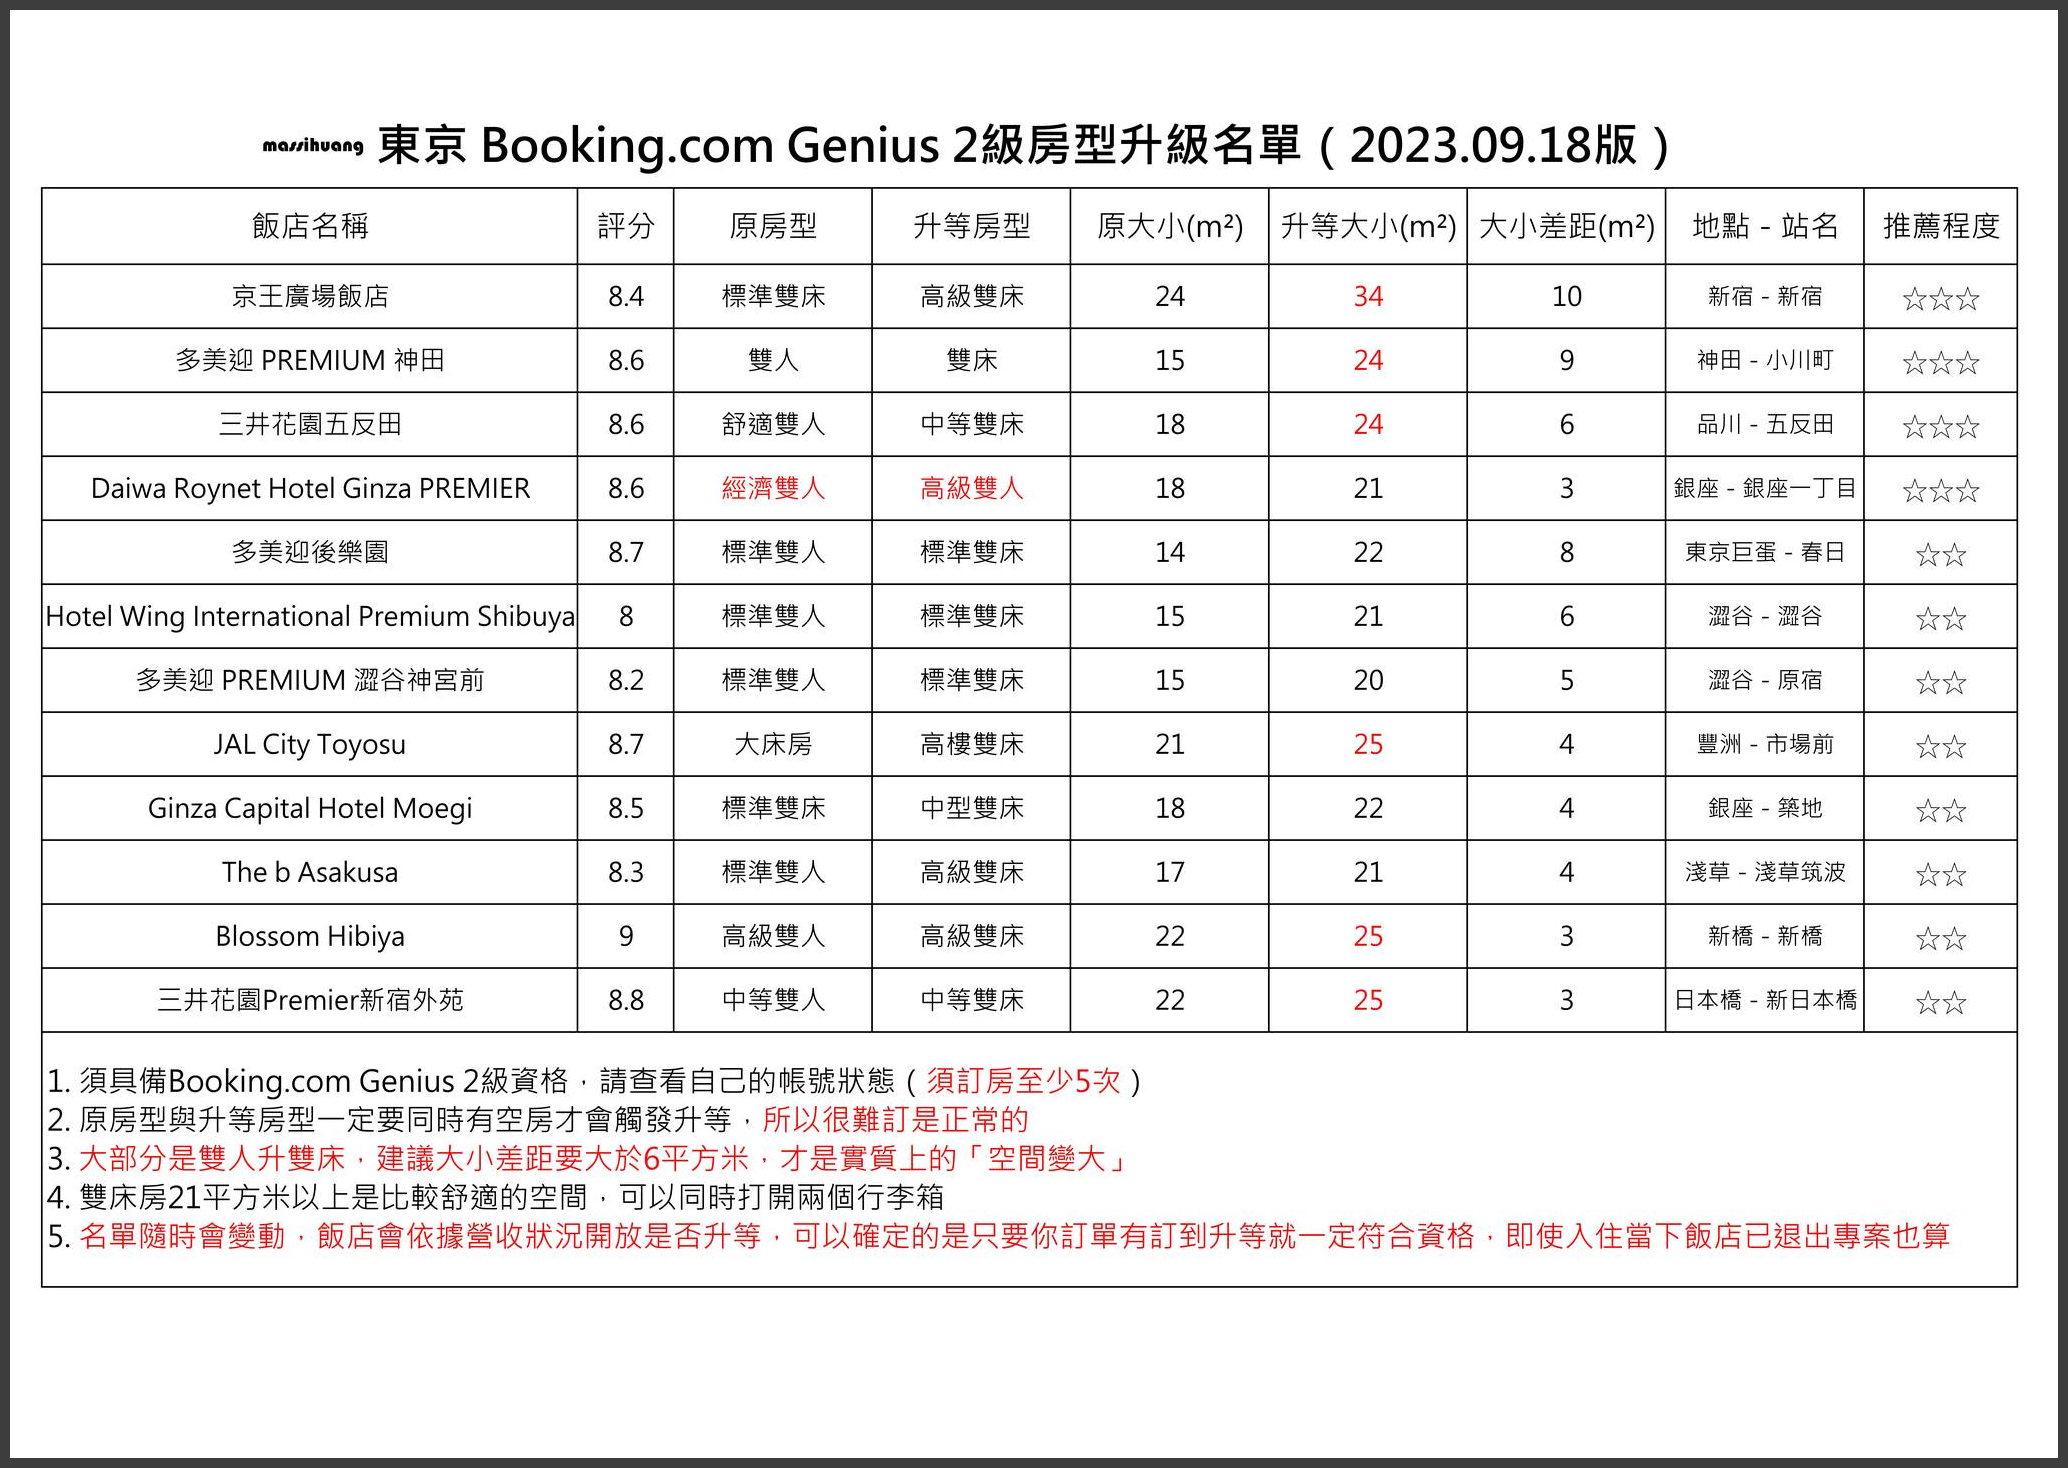 massihuang 東京 Booking.com Genius 2級房型升級名單（2023.09.18版）
飯店名稱 評分 原房型 升等房型 原大小(m²) 升等大小(m²) 大小差距(m²) 地點 - 站名 推薦程度
京王廣場飯店 8.4 標準雙床 高級雙床 24 34 10 新宿 - 新宿 ☆☆☆
多美迎 PREMIUM 神田 8.6 雙人 雙床 15 24 9 神田 - 小川町 ☆☆☆
三井花園五反田 8.6 舒適雙人 中等雙床 18 24 6 品川 - 五反田 ☆☆☆
Daiwa Roynet Hotel Ginza PREMIER 8.6 經濟雙人 高級雙人 18 21 3 銀座 - 銀座一丁目 ☆☆☆
多美迎後樂園 8.7 標準雙人 標準雙床 14 22 8 東京巨蛋 - 春日 ☆☆
Hotel Wing International Premium Shibuya 8 標準雙人 標準雙床 15 21 6 澀谷 - 澀谷 ☆☆
多美迎 PREMIUM 澀谷神宮前 8.2 標準雙人 標準雙床 15 20 5 澀谷 - 原宿 ☆☆
JAL City Toyosu 8.7 大床房 高樓雙床 21 25 4 豐洲 - 市場前 ☆☆
Ginza Capital Hotel Moegi 8.5 標準雙床 中型雙床 18 22 4 銀座 - 築地 ☆☆
The b Asakusa 8.3 標準雙人 高級雙床 17 21 4 淺草 - 淺草筑波 ☆☆
Blossom Hibiya 9 高級雙人 高級雙床 22 25 3 新橋 - 新橋 ☆☆
三井花園Premier新宿外苑 8.8 中等雙人 中等雙床 22 25 3 日本橋 - 新日本橋 ☆☆
1. 須具備Booking.com Genius 2級資格，請查看自己的帳號狀態（須訂房至少5次）
2. 原房型與升等房型一定要同時有空房才會觸發升等，所以很難訂是正常的
3. 大部分是雙人升雙床，建議大小差距要大於6平方米，才是實質上的「空間變大」
4. 雙床房21平方米以上是比較舒適的空間，可以同時打開兩個行李箱
5. 名單隨時會變動，飯店會依據營收狀況開放是否升等，可以確定的是只要你訂單有訂到升等就一定符合資格，即使入住當下飯店已退出專案也算